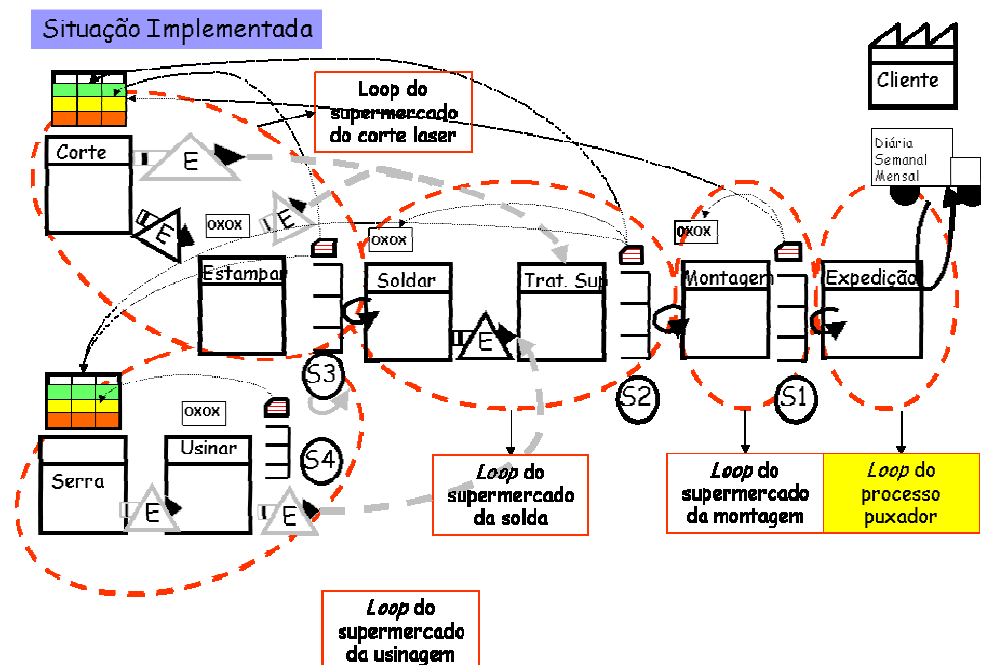 Situação Implementada
Cliente
Loop do
supermercado
do corte laser
Corte
E
Diária
Semanal
Mensal
E
E
OXOX
OXOX
OXOX
Estampar
Soldar
Trat. Sup
Montagem
Expedição
E
S3
S2
S1
OXOX
Usinar
S4
Serra
E
E
Loop do
supermercado
da solda
Loop do
supermercado
da montagem
Loop do
processo
puxador
Loop do
supermercado
da usinagem